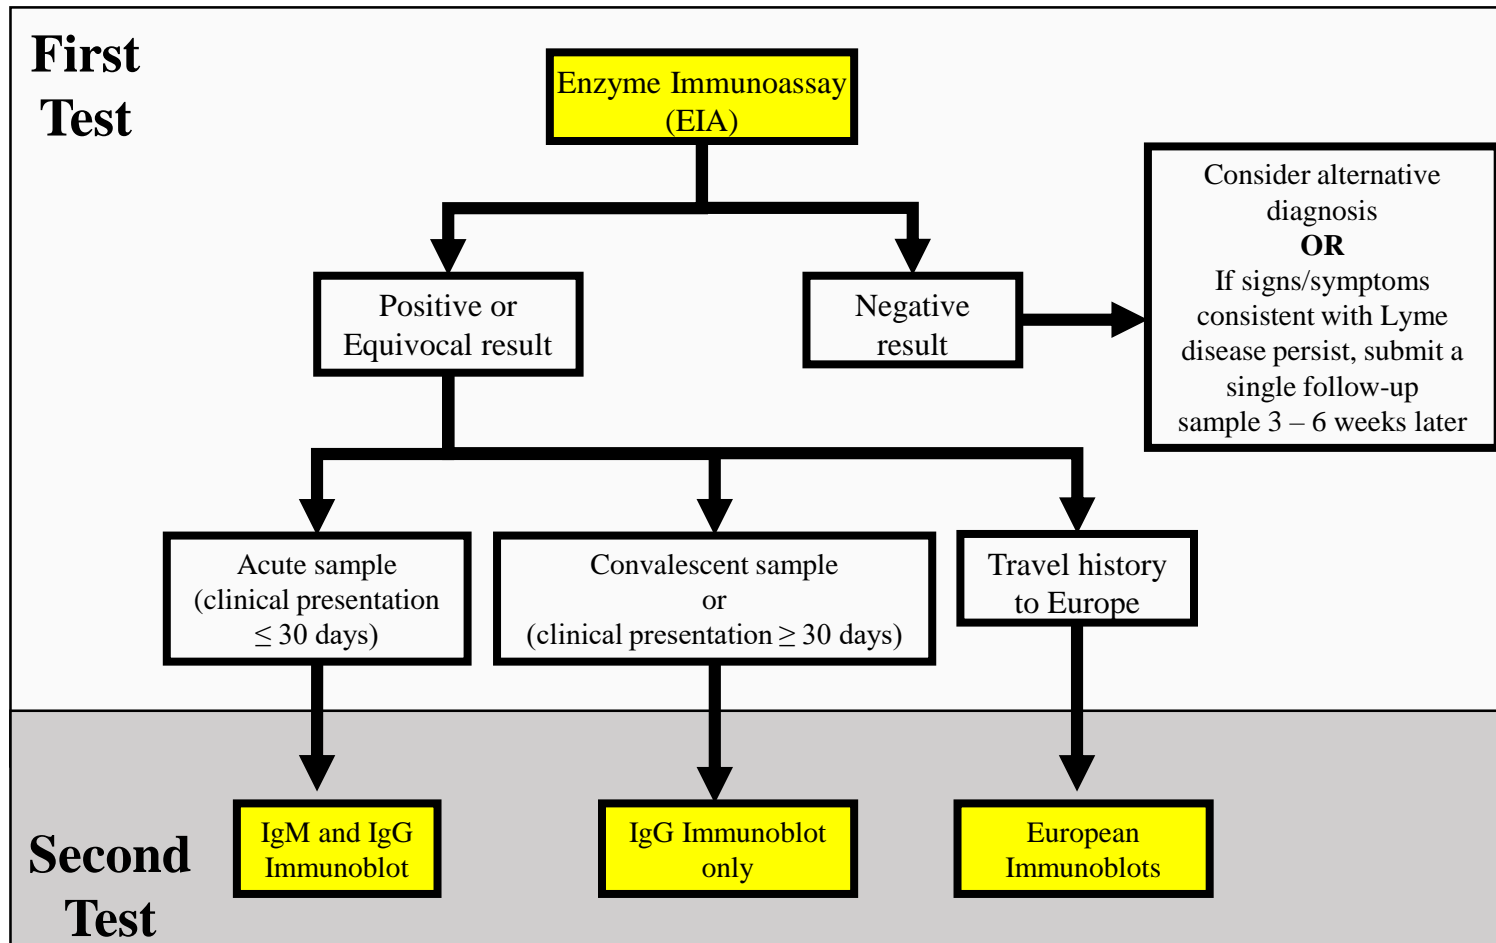 First
Test
Enzyme Immunoassay
(EIA)
Positive or
Equivocal result
Negative
result
Consider alternative
diagnosis
OR
If signs/symptoms
consistent with Lyme
disease persist, submit a
single follow-up
sample 3 – 6 weeks later
Acute sample
(clinical presentation
≤ 30 days)
Convalescent sample
or
(clinical presentation ≥ 30 days)
Travel history
to Europe
Second
Test
IgM and IgG
Immunoblot
IgG Immunoblot
only
European
Immunoblots